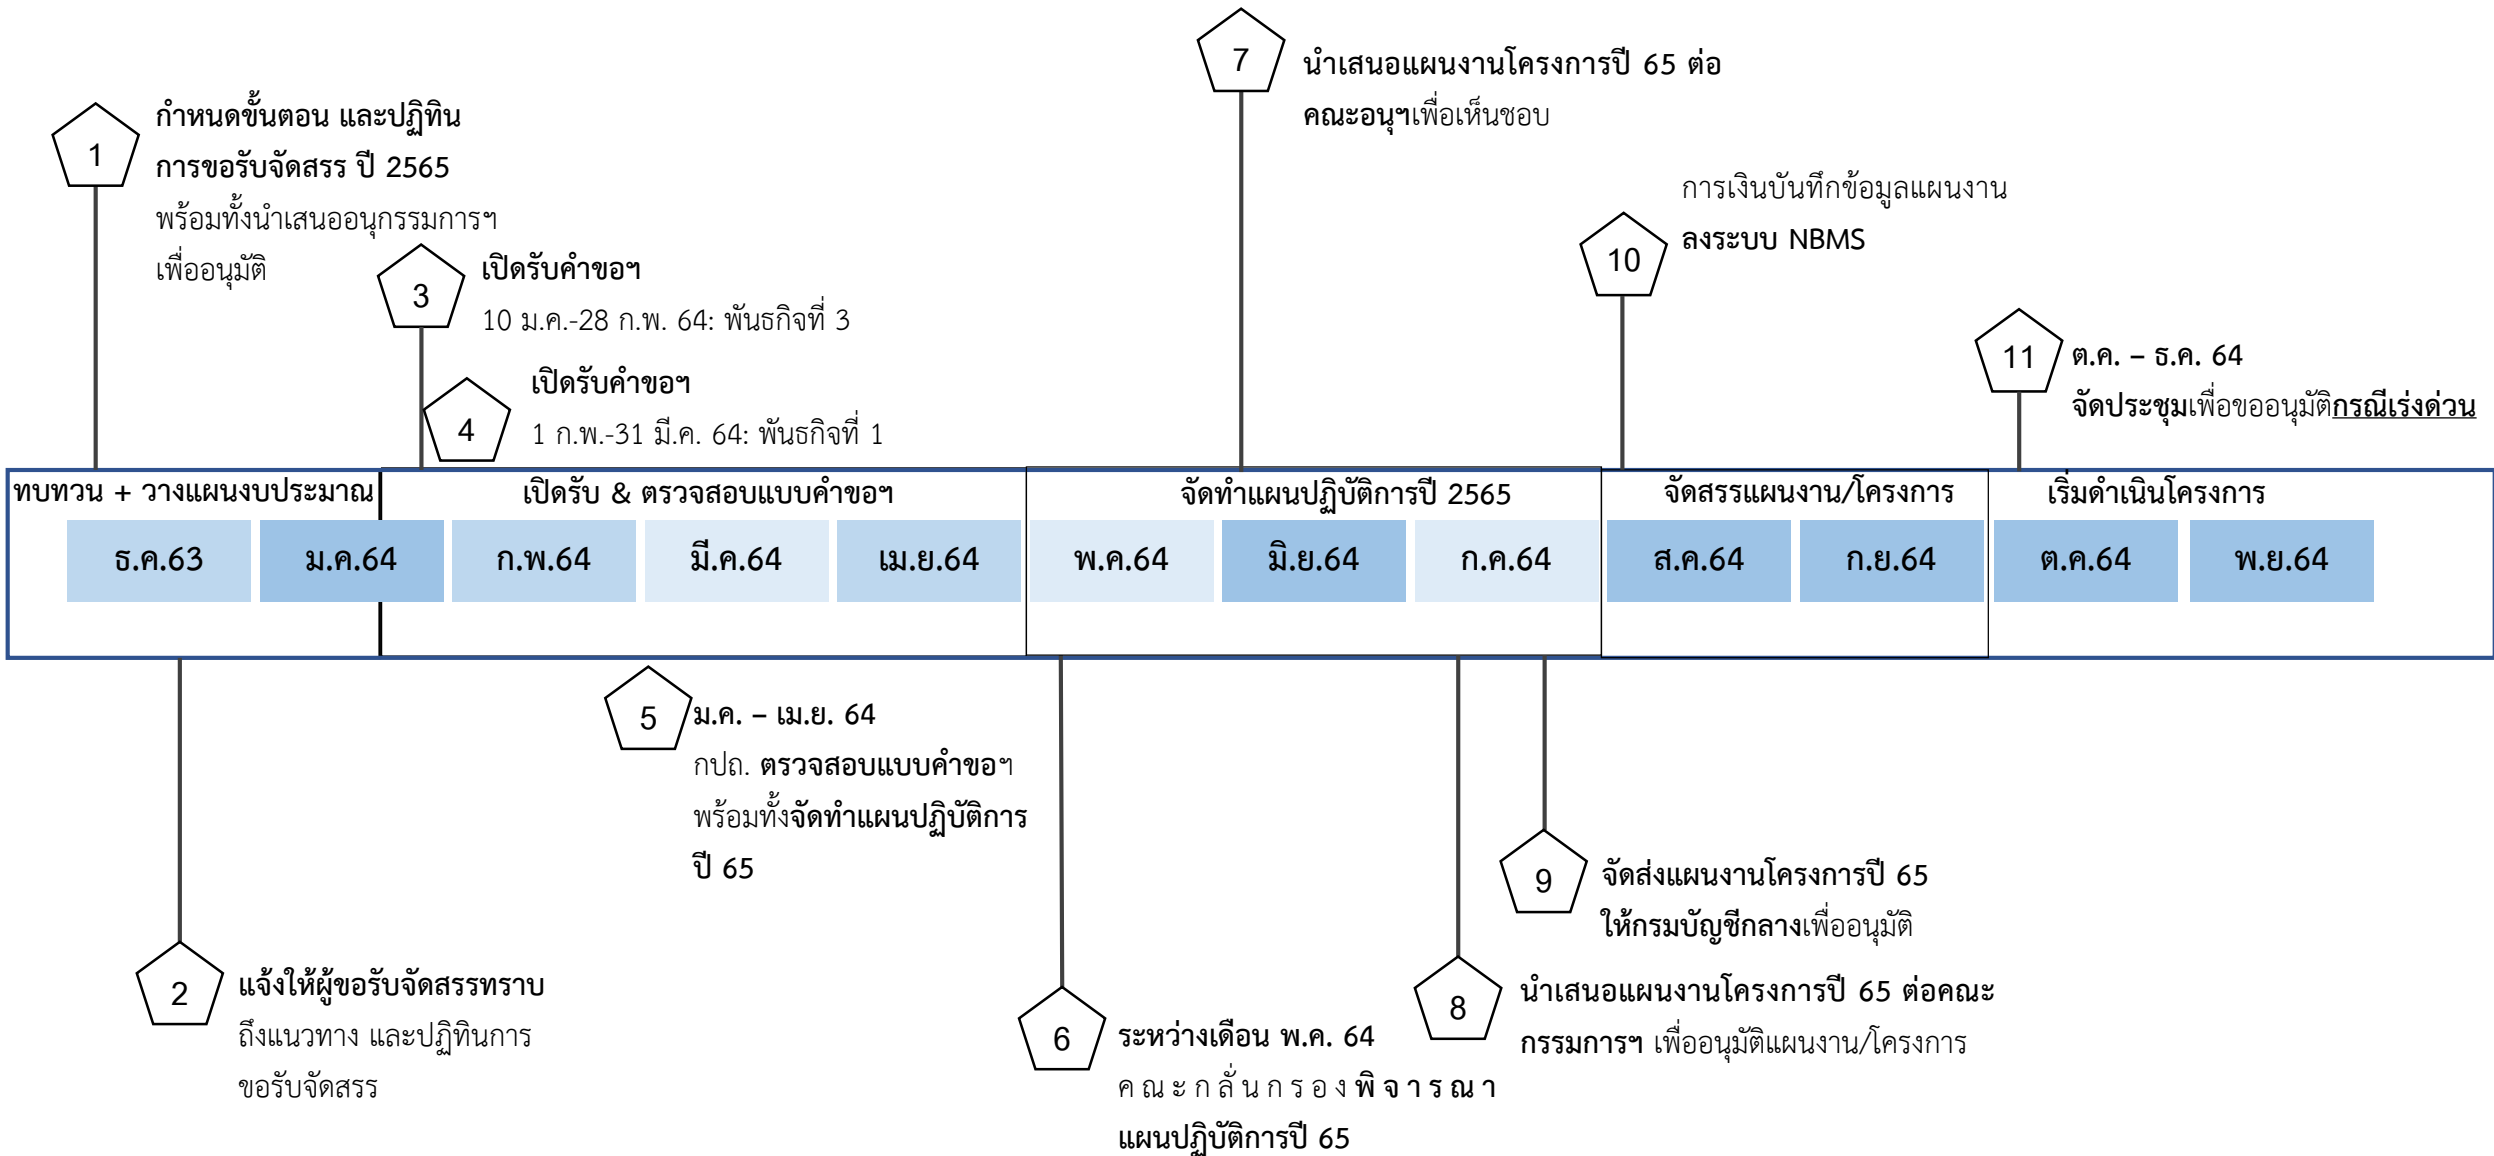 1
กำหนดขั้นตอน และปฏิทิน
การขอรับจัดสรร ปี 2565
พร้อมทั้งนำเสนออนุกรรมการฯ
เพื่ออนุมัติ
3
เปิดรับคำขอฯ
10 ม.ค.-28 ก.พ. 64: พันธกิจที่ 3
4
เปิดรับคำขอฯ
1 ก.พ.-31 มี.ค. 64: พันธกิจที่ 1
7
นำเสนอแผนงานโครงการปี 65 ต่อ
คณะอนุฯเพื่อเห็นชอบ
10
การเงินบันทึกข้อมูลแผนงาน
ลงระบบ NBMS
11
ต.ค. – ธ.ค. 64
จัดประชุมเพื่อขออนุมัติกรณีเร่งด่วน
ทบทวน + วางแผนงบประมาณ
เปิดรับ & ตรวจสอบแบบคำขอฯ
จัดทำแผนปฏิบัติการปี 2565
จัดสรรแผนงาน/โครงการ
เริ่มดำเนินโครงการ
ธ.ค.63
ม.ค.64
ก.พ.64
มี.ค.64
เม.ย.64
พ.ค.64
มิ.ย.64
ก.ค.64
ส.ค.64
ก.ย.64
ต.ค.64
พ.ย.64
2
แจ้งให้ผู้ขอรับจัดสรรทราบ
ถึงแนวทาง และปฏิทินการ
ขอรับจัดสรร
5
ม.ค. – เม.ย. 64
กปถ. ตรวจสอบแบบคำขอฯ
พร้อมทั้งจัดทำแผนปฏิบัติการ
ปี 65
6
ระหว่างเดือน พ.ค. 64
คณะกลั่นกรองพิจารณา
แผนปฏิบัติการปี 65
8
นำเสนอแผนงานโครงการปี 65 ต่อคณะ
กรรมการฯ เพื่ออนุมัติแผนงาน/โครงการ
9
จัดส่งแผนงานโครงการปี 65
ให้กรมบัญชีกลางเพื่ออนุมัติ